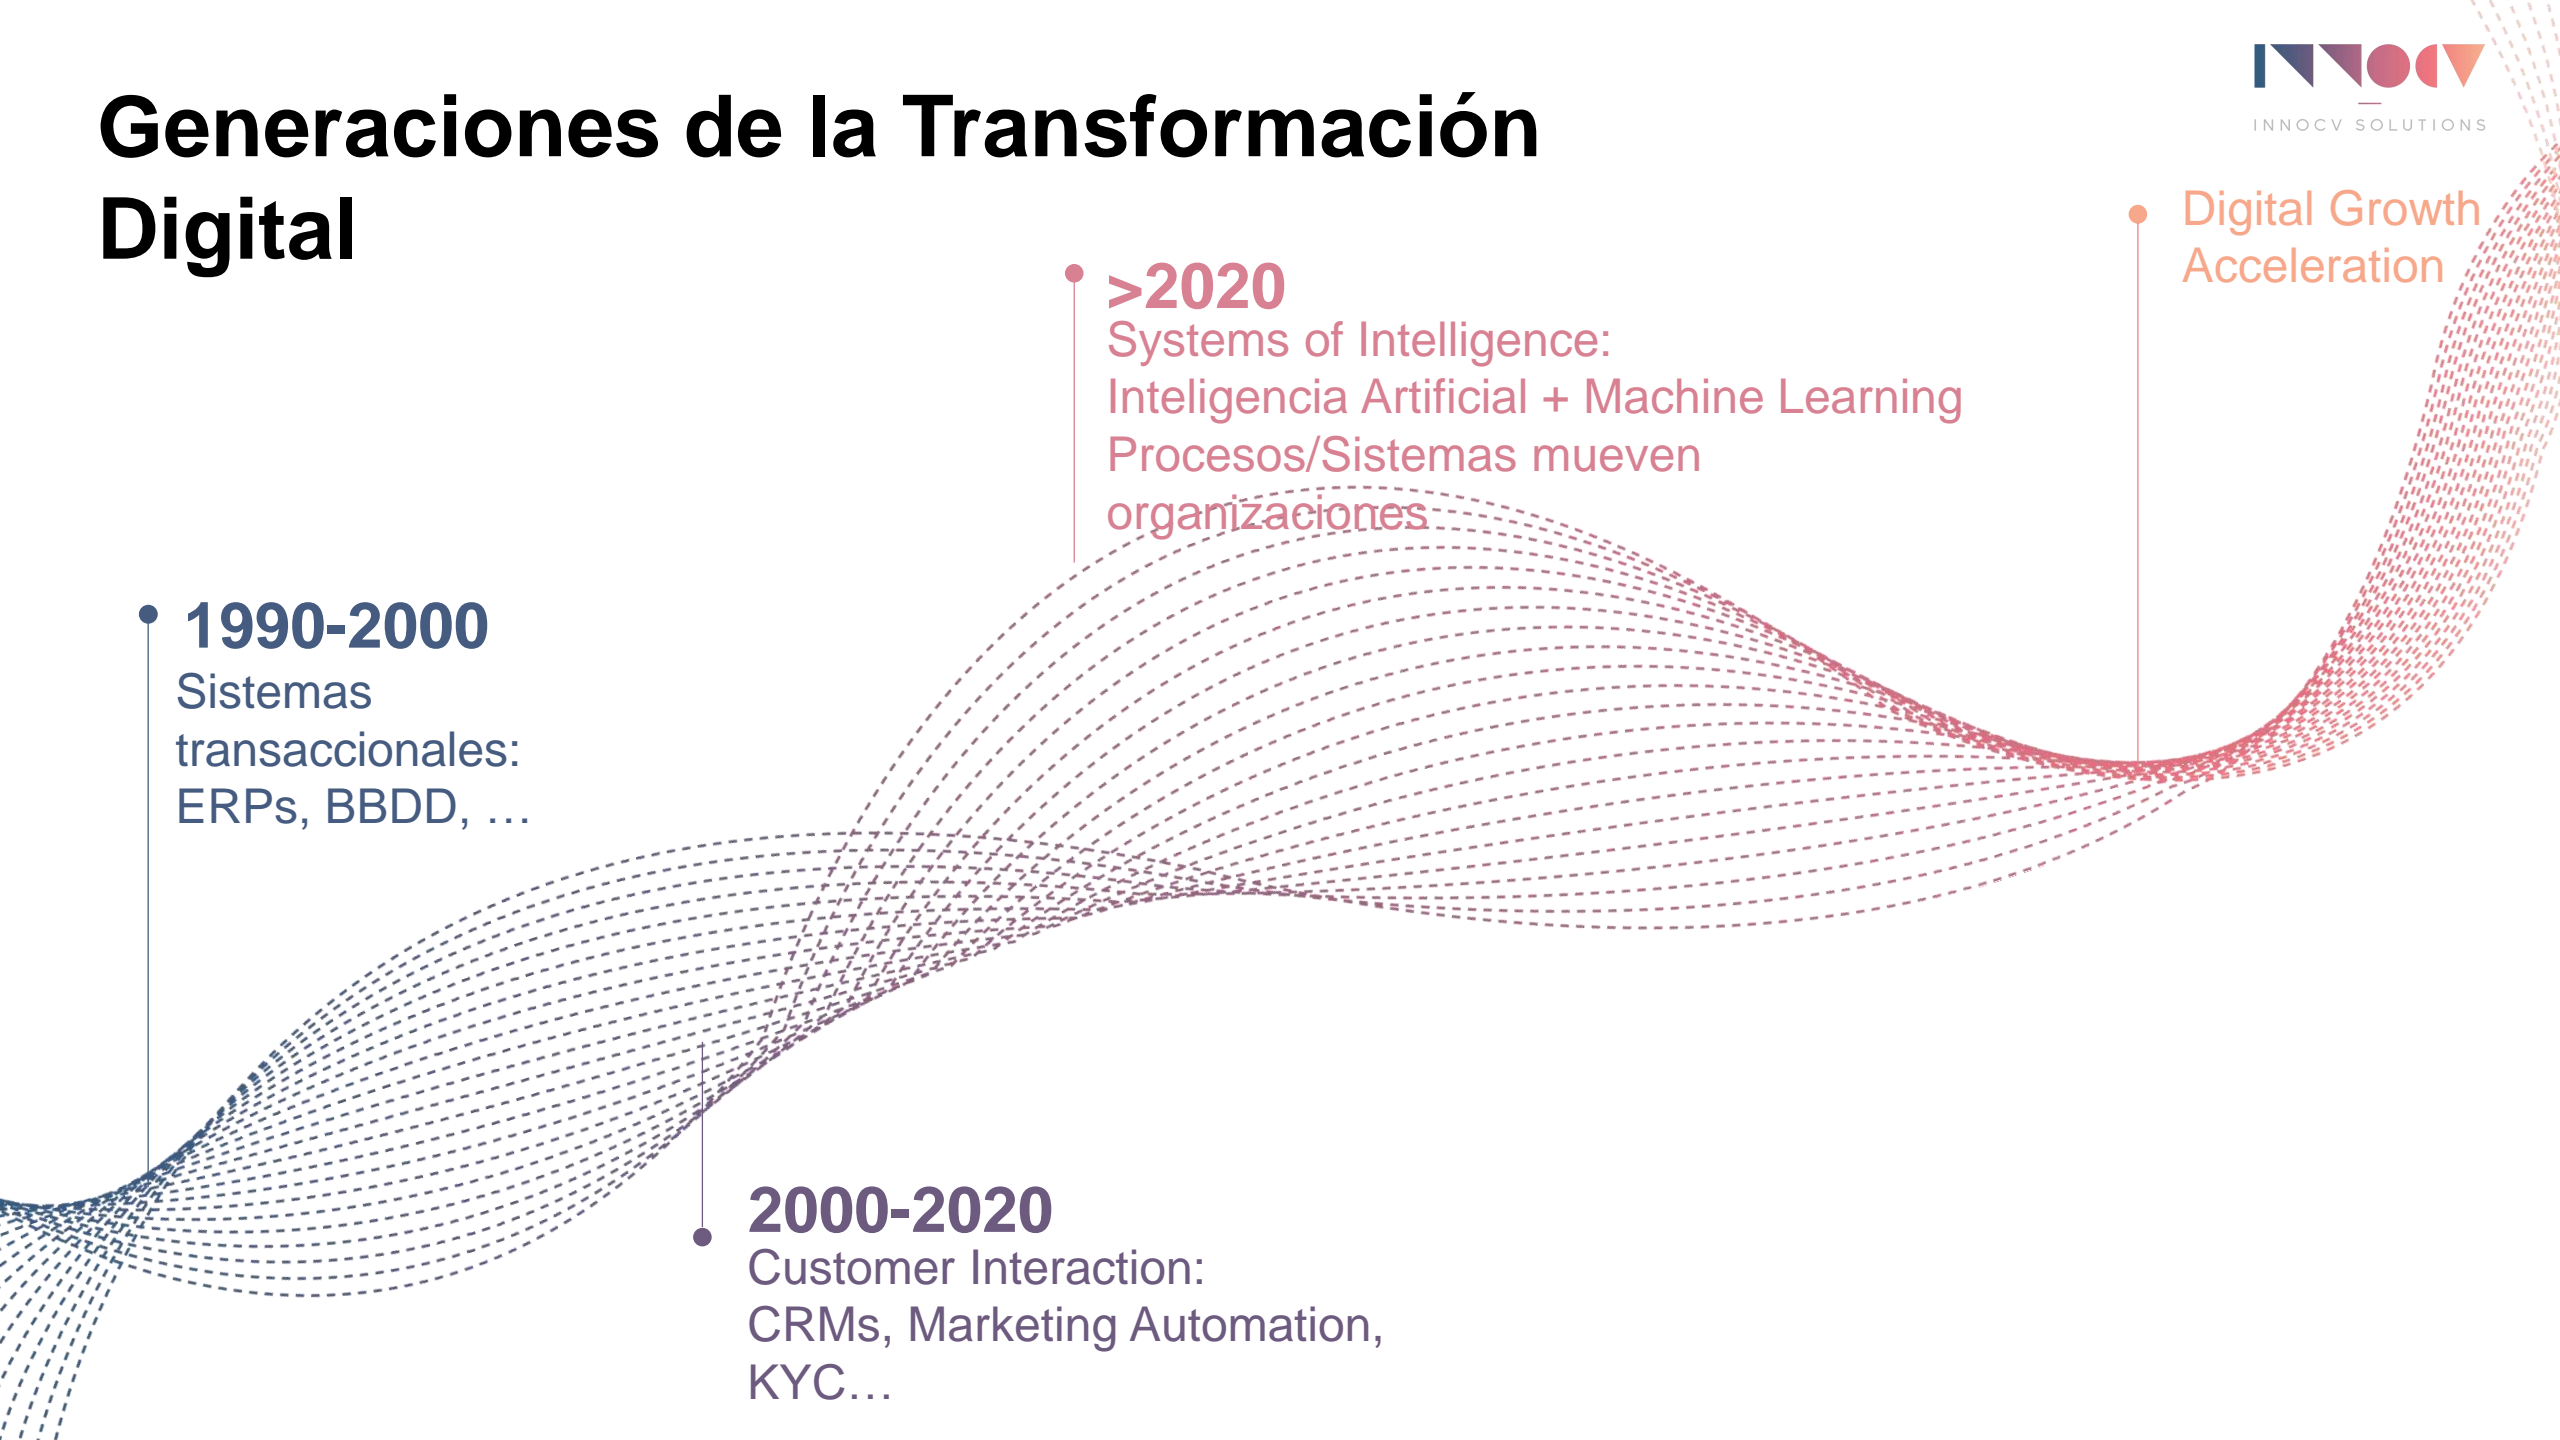 Generaciones de la Transformación
Digital
INNOCV
INNOCV SOLUTIONS
Digital Growth
Acceleration
>2020
Systems of Intelligence:
Inteligencia Artificial + Machine Learning
Procesos/Sistemas mueven
organizaciones
1990-2000
Sistemas
transaccionales:
ERPs, BBDD, …
2000-2020
Customer Interaction:
CRMs, Marketing Automation,
KYC…